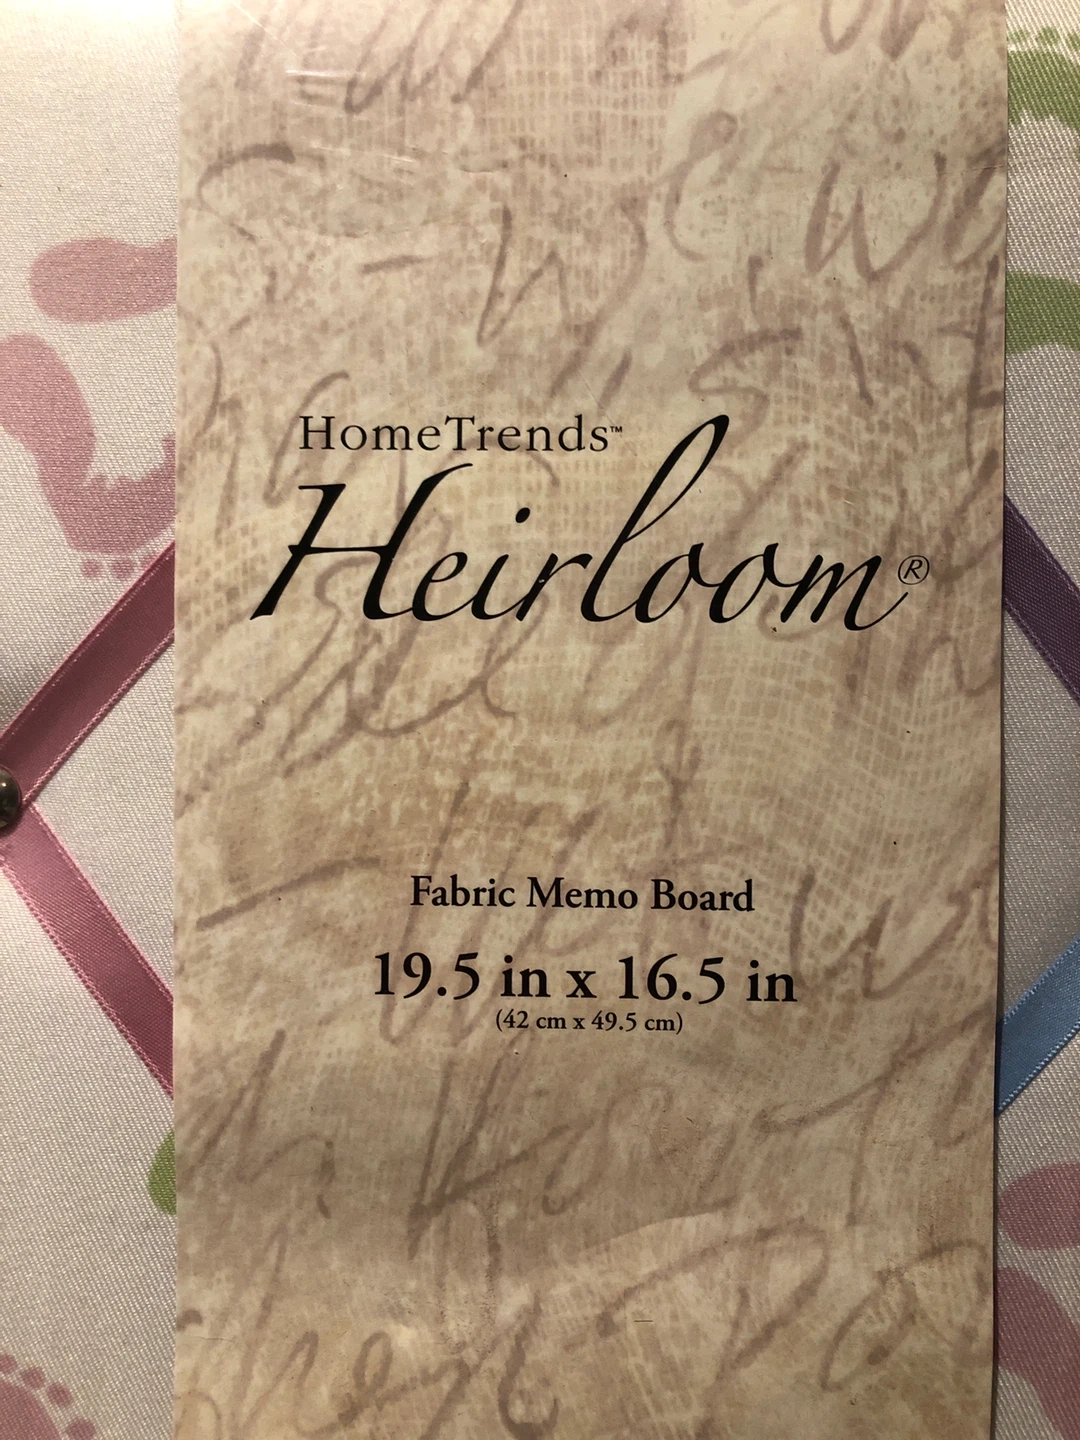 HomeTrends™
Heirloom®
Fabric Memo Board
19.5 in x 16.5 in
(42 cm x 49.5 cm)